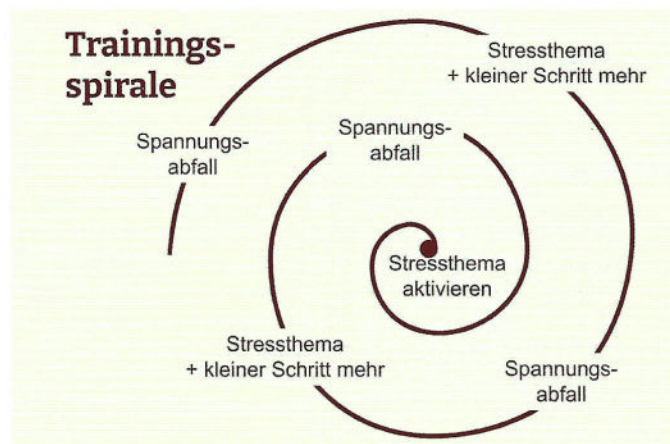 Trainings-
spirale
Stressthema
+ kleiner Schritt mehr
Spannungs-
abfall
Spannungs-
abfall
Stressthema
aktivieren
Stressthema
+ kleiner Schritt mehr
Spannungs-
abfall